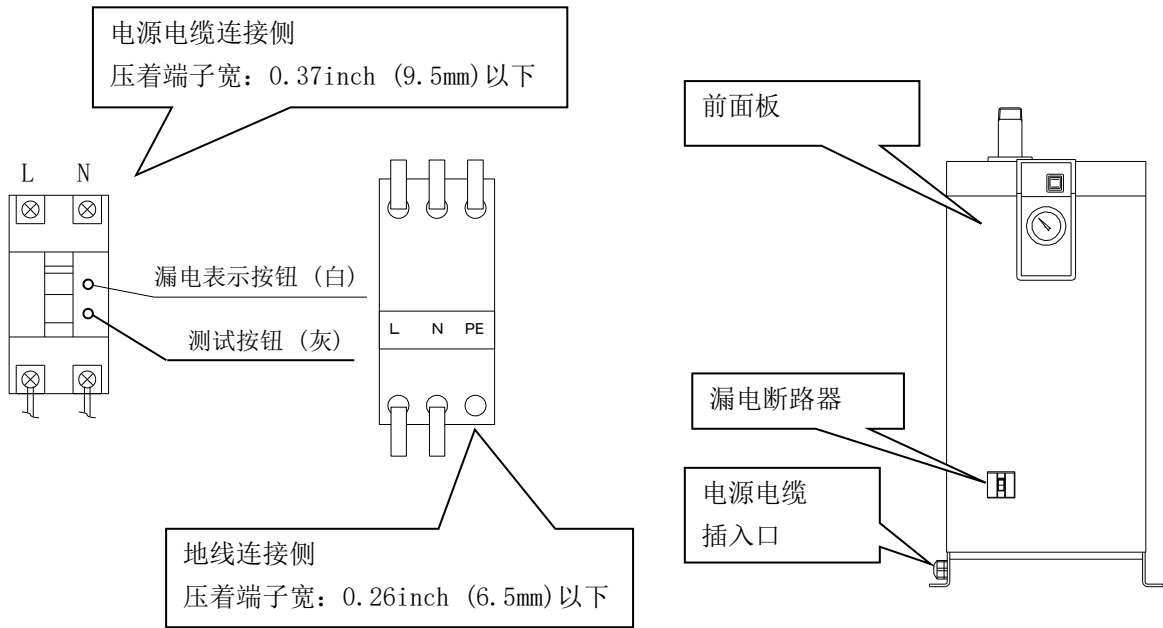 电源电缆连接侧
压着端子宽: 0.37inch (9.5mm)以下
前面板
L N
漏电表示按钮 (白)
测试按钮 (灰)
L N PE
漏电断路器
电源电缆
插入口
地线连接侧
压着端子宽: 0.26inch (6.5mm)以下